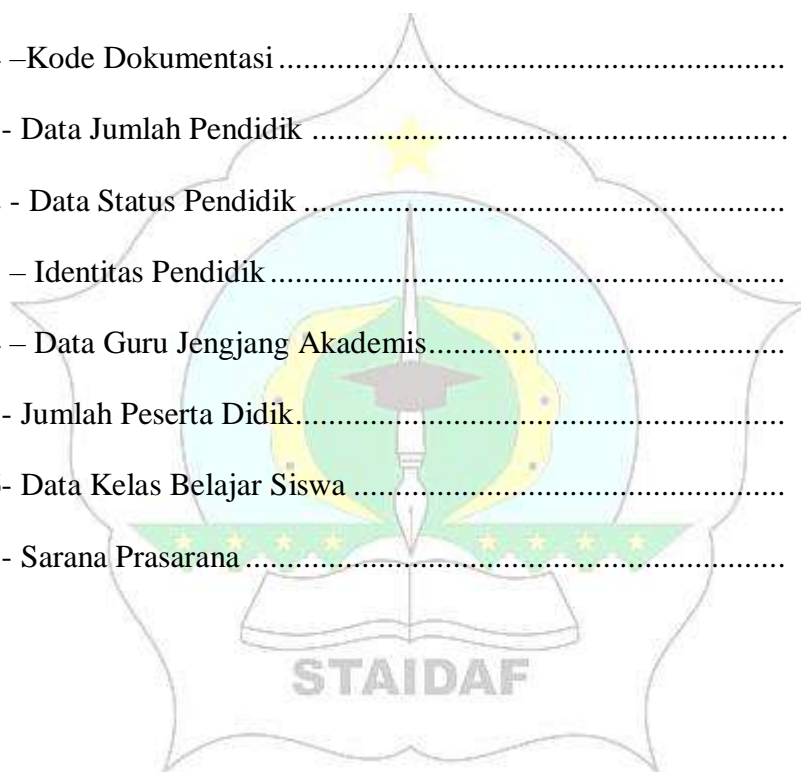 –Kode Dokumentasi ............................................................
- Data Jumlah Pendidik ........................................................
- Data Status Pendidik .........................................................
– Identitas Pendidik .............................................................
– Data Guru Jengjang Akademis...........................................
- Jumlah Peserta Didik...........................................................
- Data Kelas Belajar Siswa ....................................................
- Sarana Prasarana .................................................................
STAIDAF